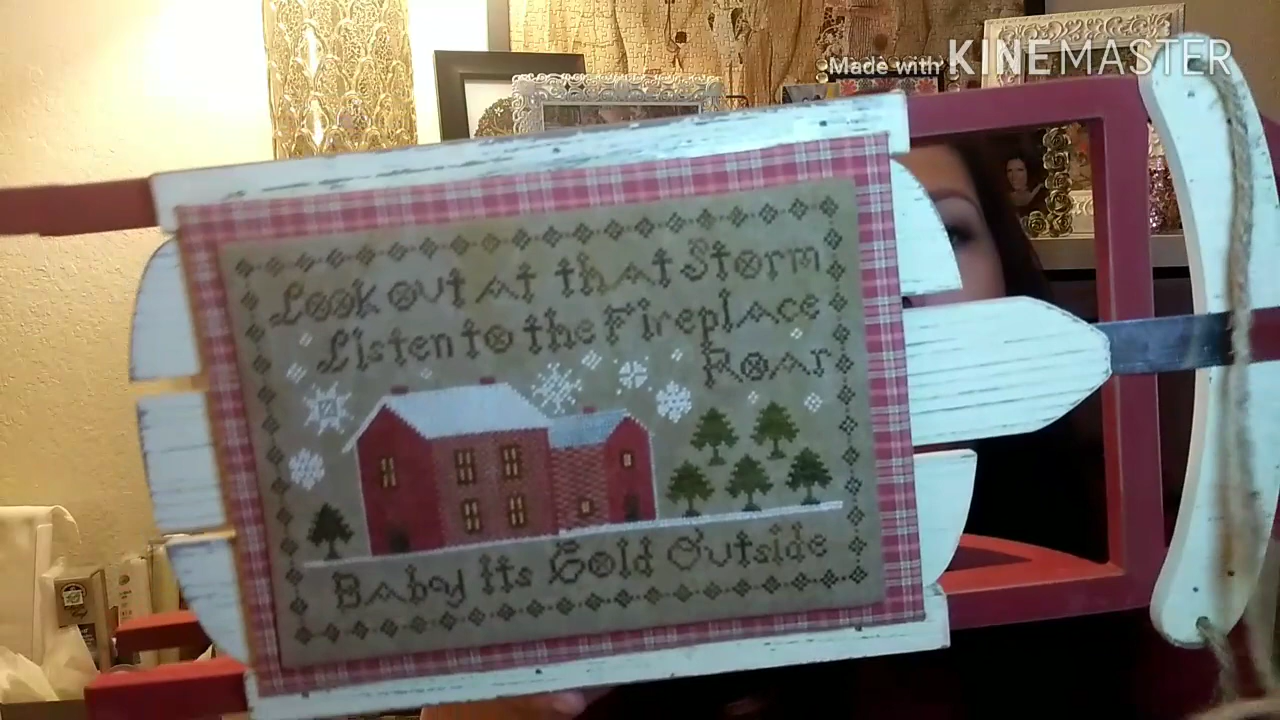 Made with KINEMASTER
Look out at that Storm
Listen to the Fireplace
Roar
Baby Its Cold Outside